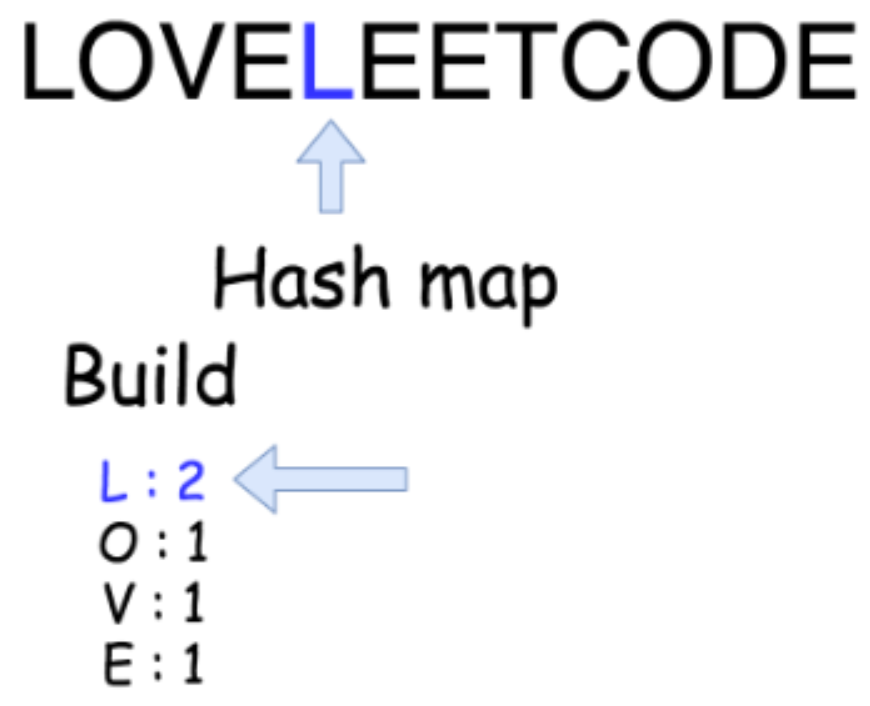 LOVELEETCODE
Hash map
Build
L : 2
O : 1
V : 1
E : 1